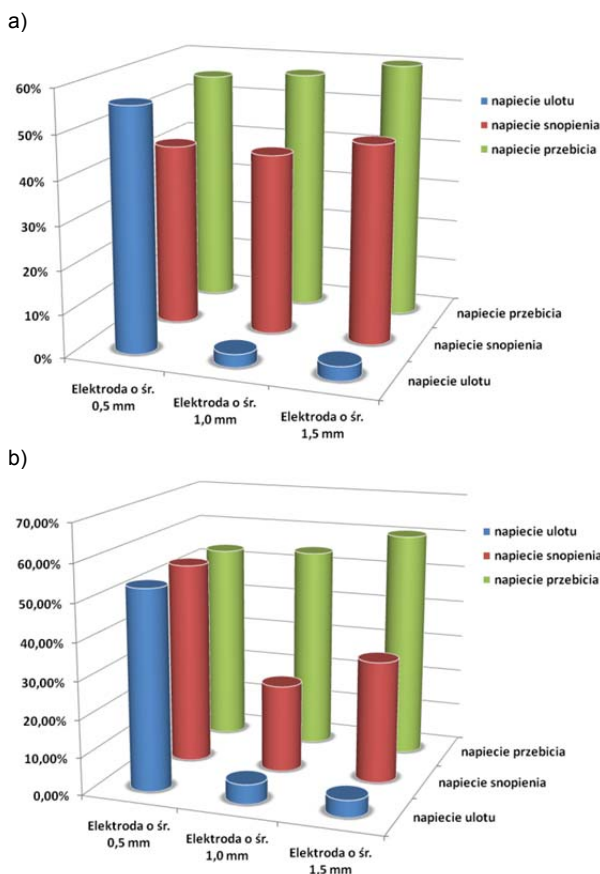 a)
60%
50%
40%
30%
20%
10%
0%
napiecie ulotu
napiecie snopienia
napiecie przebicia
napiecie przebicia
napiecie snopienia
napiecie ulotu
Elektroda o śr.
0,5 mm
Elektroda o śr.
1,0 mm
Elektroda o śr.
1,5 mm
b)
70,00%
60,00%
50,00%
40,00%
30,00%
20,00%
10,00%
0,00%
napiecie ulotu
napiecie snopienia
napiecie przebicia
napiecie przebicia
napiecie snopienia
napiecie ulotu
Elektroda o śr.
0,5 mm
Elektroda o śr.
1,0 mm
Elektroda o śr.
1.5 mm